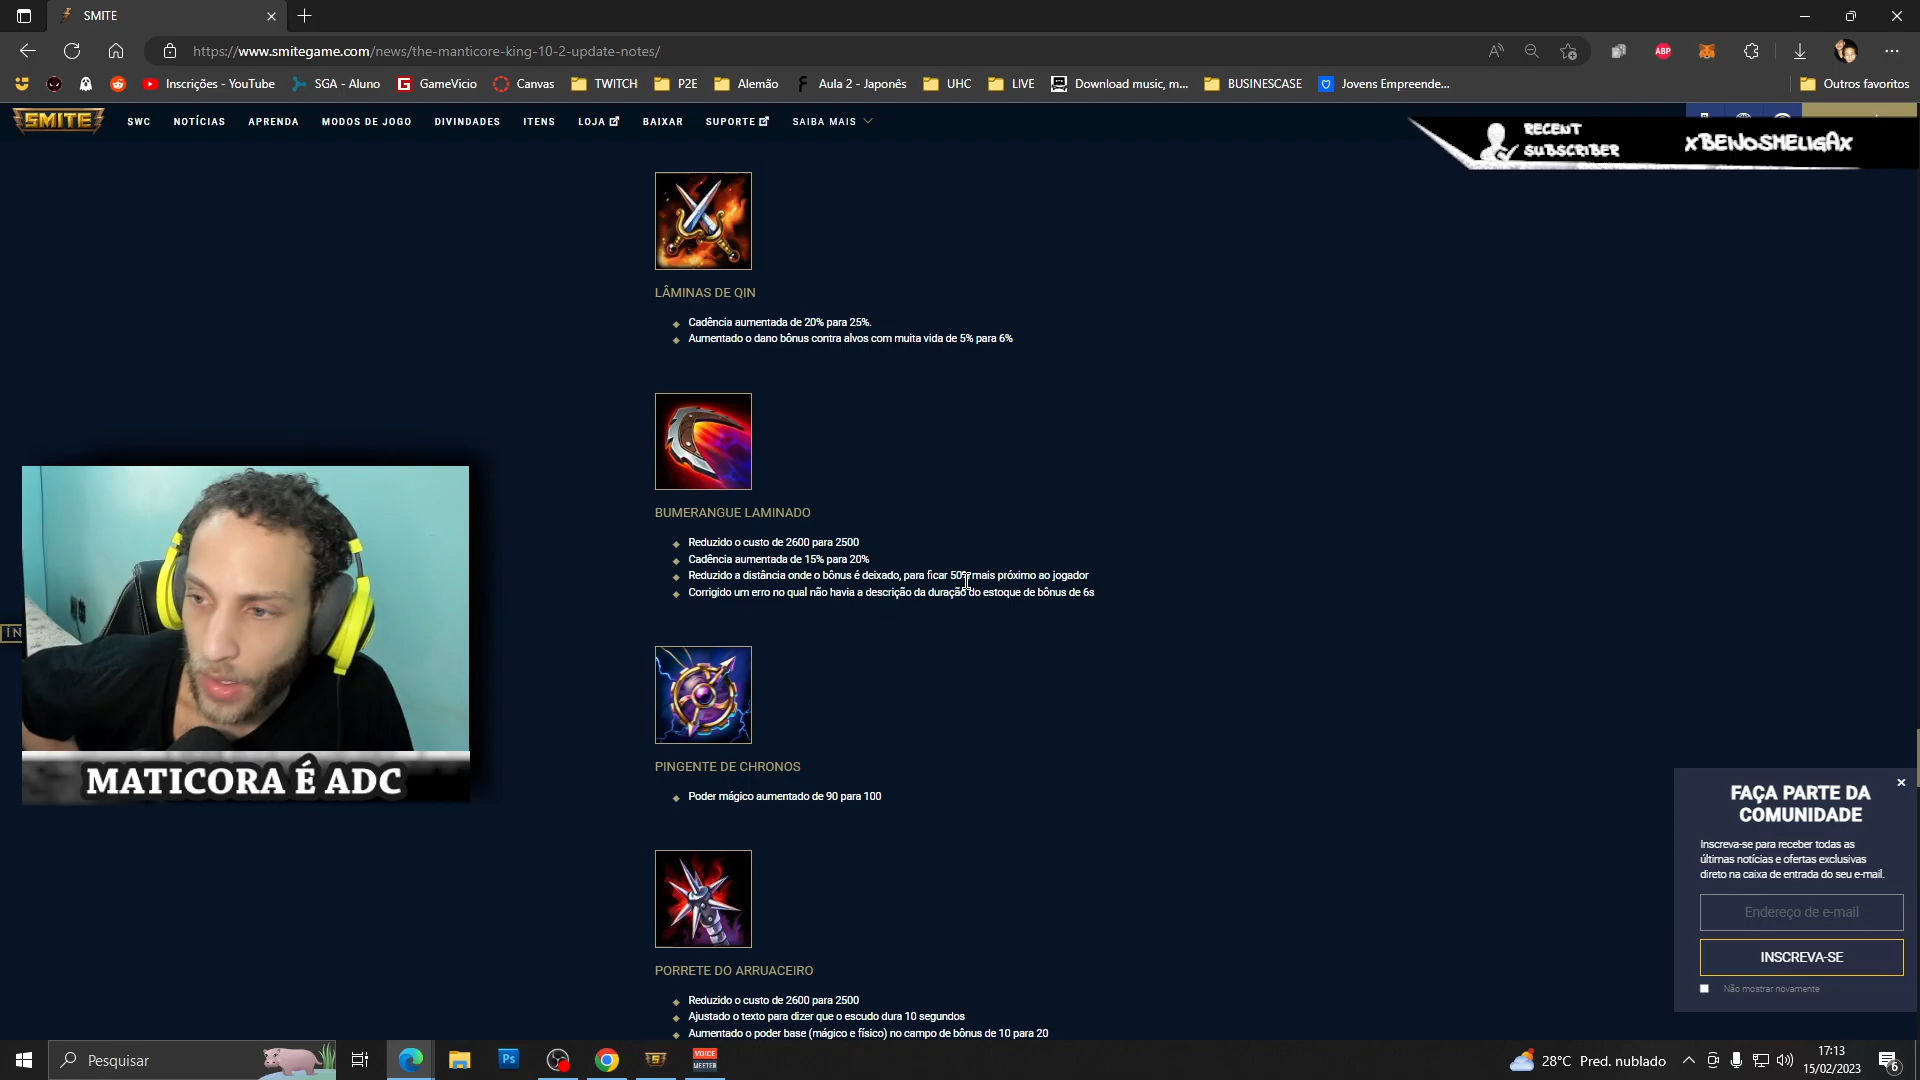 SMITE
https://www.smitegame.com/news/the-manticore-king-10-2-update-notes/
ABP
Inscrições - YouTube
SGA - Aluno
GameVicio
Canvas
TWITCH
P2E
Alemão
Aula 2 - Japonês
UHC
LIVE
Download music, m...
BUSINESCASE
Jovens Empreende...
Outros favoritos
SMITE
SWC
NOTÍCIAS
APRENDA
MODOS DE JOGO
DIVINDADES
ITENS
LOJA
BAIXAR
SUPORTE
SAIBA MAIS
RECENT
SUBSCRIBER
xBEIJOSMELIGAx
LÂMINAS DE QIN
Cadência aumentada de 20% para 25%.
Aumentado o dano bônus contra alvos com muita vida de 5% para 6%
BUMERANGUE LAMINADO
Reduzido o custo de 2600 para 2500
Cadência aumentada de 15% para 20%
Reduzido a distância onde o bônus é deixado, para ficar 50% mais próximo ao jogador
Corrigido um erro no qual não havia a descrição da duração do estoque de bônus de 6s
IN
MATICORA É ADC
PINGENTE DE CHRONOS
Poder mágico aumentado de 90 para 100
PORRETE DO ARRUACEIRO
Reduzido o custo de 2600 para 2500
Ajustado o texto para dizer que o escudo dura 10 segundos
Aumentado o poder base (mágico e físico) no campo de bônus de 10 para 20
FAÇA PARTE DA
COMUNIDADE
Inscreva-se para receber todas as
últimas notícias e ofertas exclusivas
direto na caixa de entrada do seu e-mail.
Endereço de e-mail
INSCREVA-SE
Não mostrar novamente
Pesquisar
Ps
VOICE
MEETER
28°C Pred. nublado
17:13
15/02/2023
6